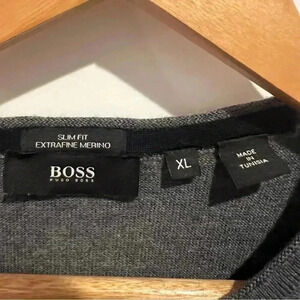 SLIM FIT
EXTRAFINE MERINO
BOSS
HUGO BOSS
XL
MADE
IN
TUNISIA